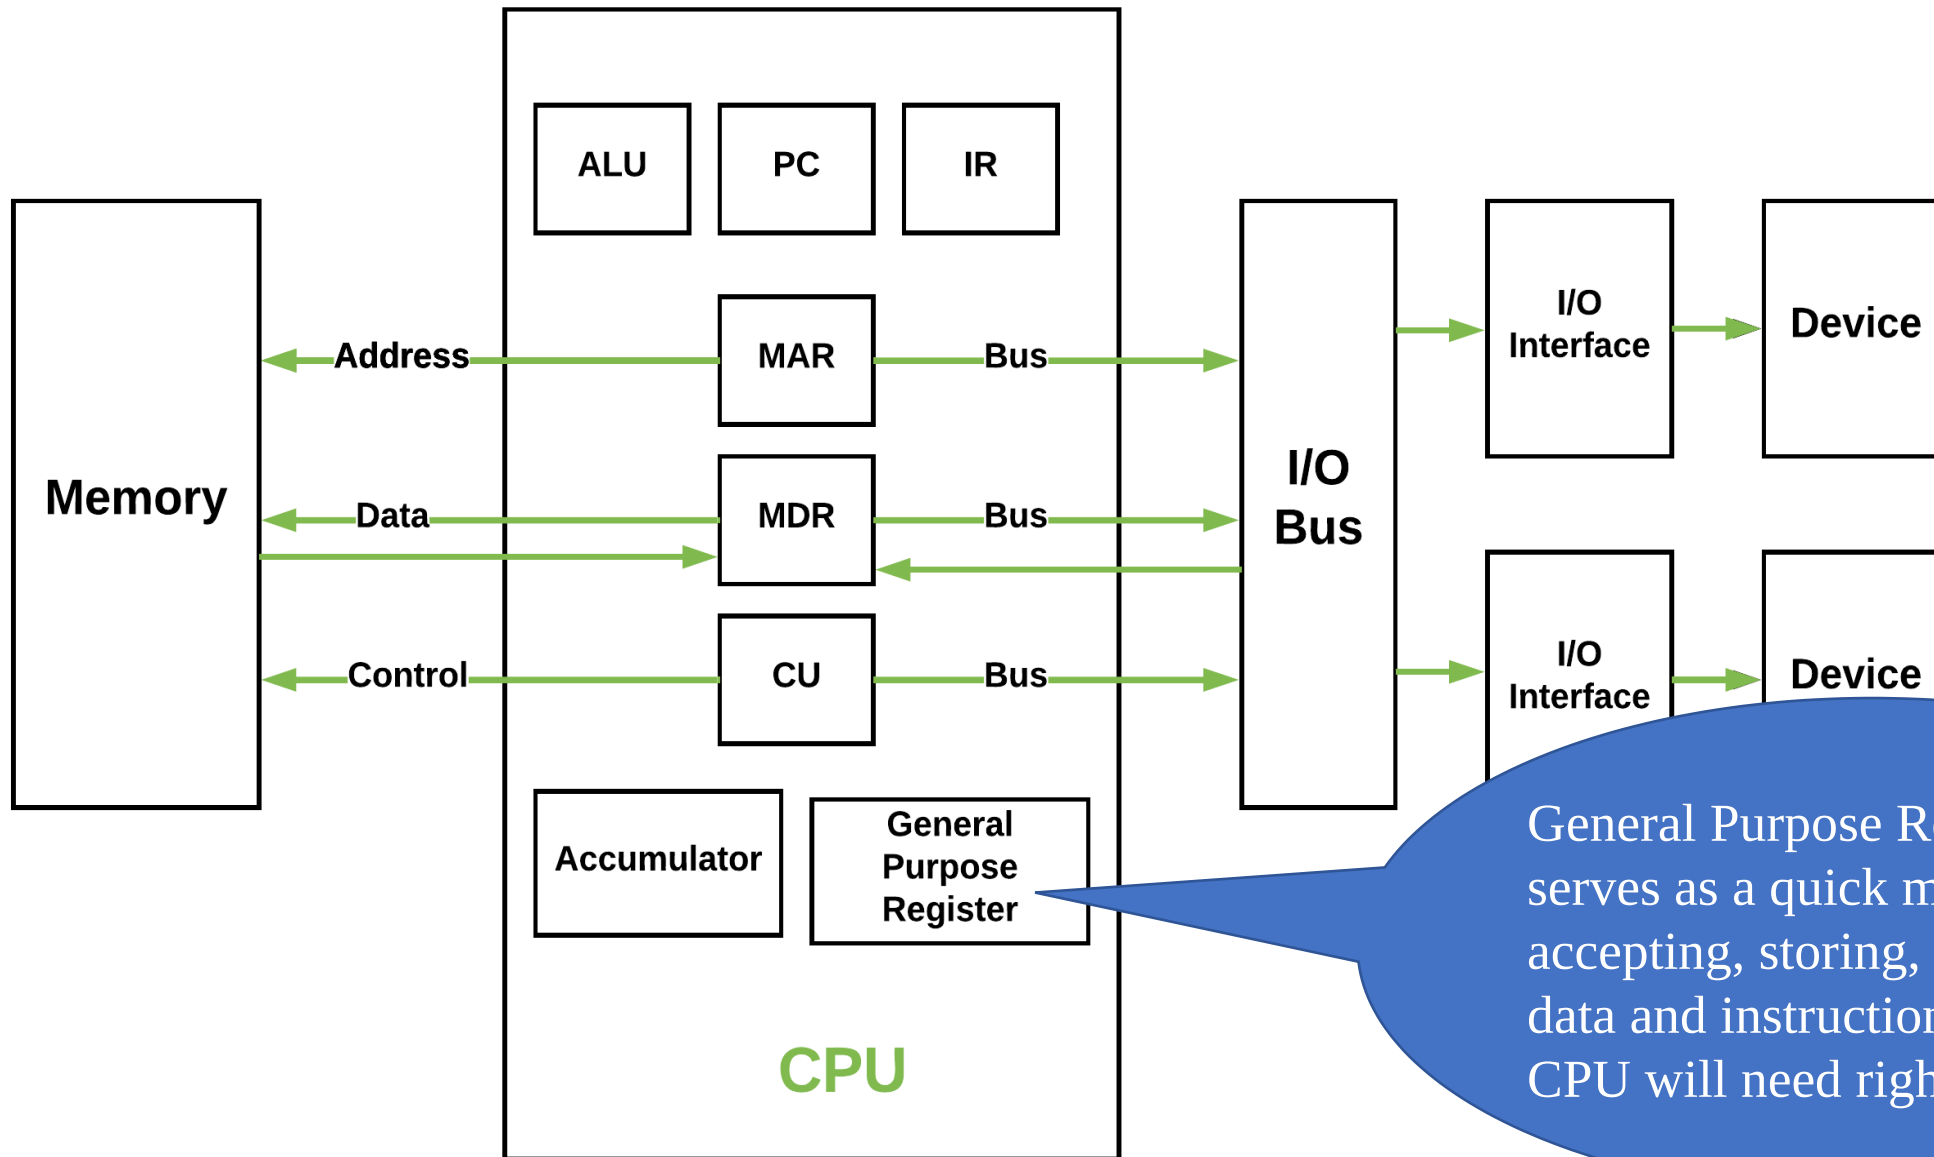 ALU
PC
IR
Memory
Address
MAR
Bus
Data
MDR
Bus
Control
CU
Bus
I/O
Bus
I/O
Interface
Device
I/O
Interface
Device
Accumulator
General
Purpose
Register
CPU
General Purpose
serves as a quick
accepting, storing,
data and
CPU will need